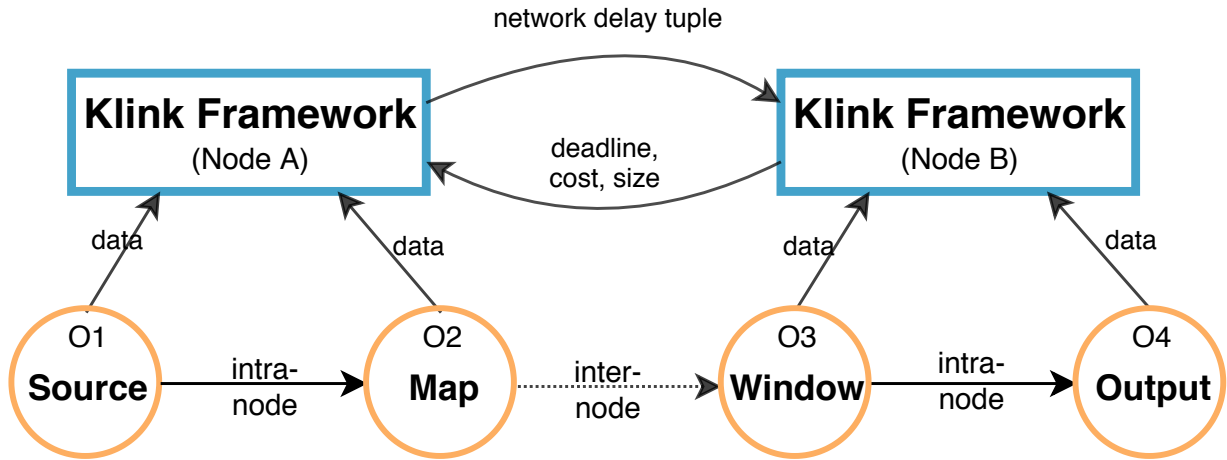 network delay tuple
Klink Framework
(Node A)
deadline,
cost, size
Klink Framework
(Node B)
data
data
data
data
O1
Source
intra-
node
O2
Map
inter-
node
O3
Window
intra-
node
O4
Output